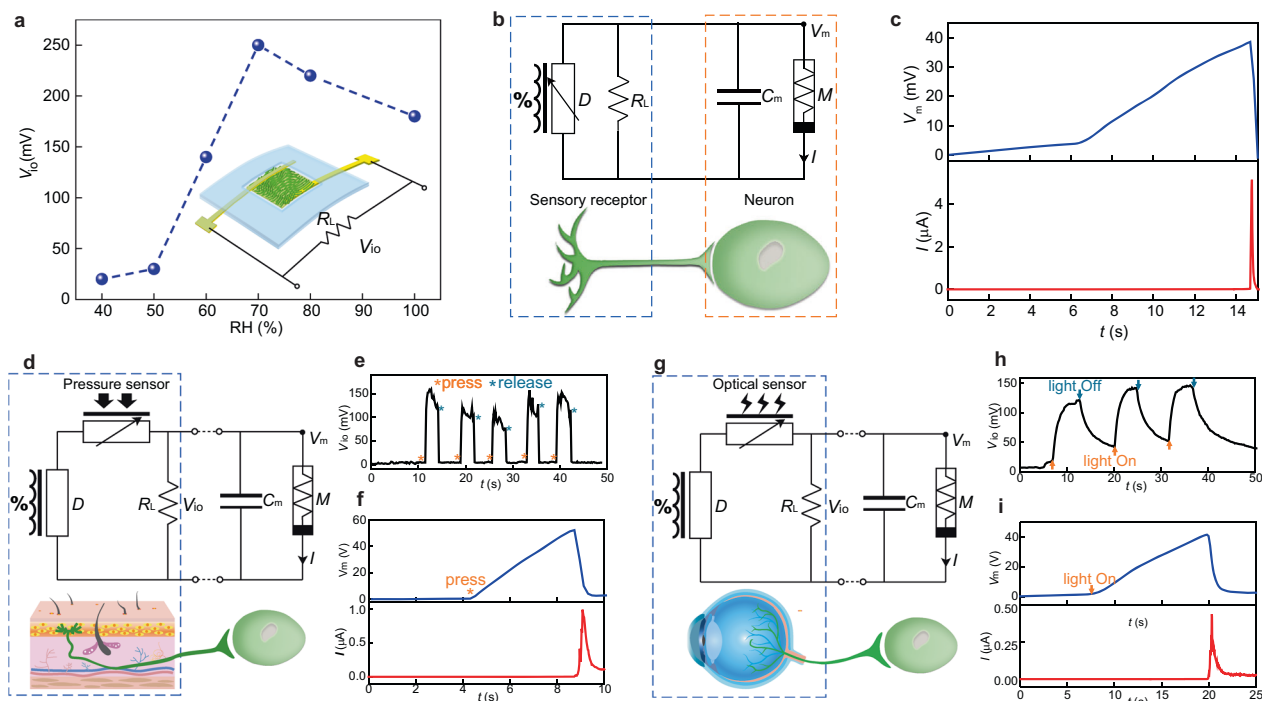 a
250
200
150
100
50
0
V_io (mV)
40 50 60 70 80 90 100
RH (%)
R_L
V_io
b
V_m
%
D
R_L
C_m
M
I
Sensory receptor
Neuron
c
40
20
0
V_m (mV)
4
2
0
I (μA)
0 2 4 6 8 10 12 14
t (s)
d
Pressure sensor
V_m
%
D
R_L
V_io
C_m
M
I
e
*press *release
150
100
50
0
V_io (mV)
0 10 20 30 40 50
t (s)
f
60
40
20
0
V_m (V)
press
1.0
0.5
0.0
I (μA)
0 2 4 6 8 10
t (s)
g
Optical sensor
V_m
%
D
R_L
V_io
C_m
M
I
h
light Off
light On
150
100
50
0
V_io (mV)
0 10 20 30 40 50
t (s)
i
60
40
20
0
V_m (V)
light On
t (s)
0.50
0.25
0.00
I (μA)
0 5 10 15 20 25
t (s)